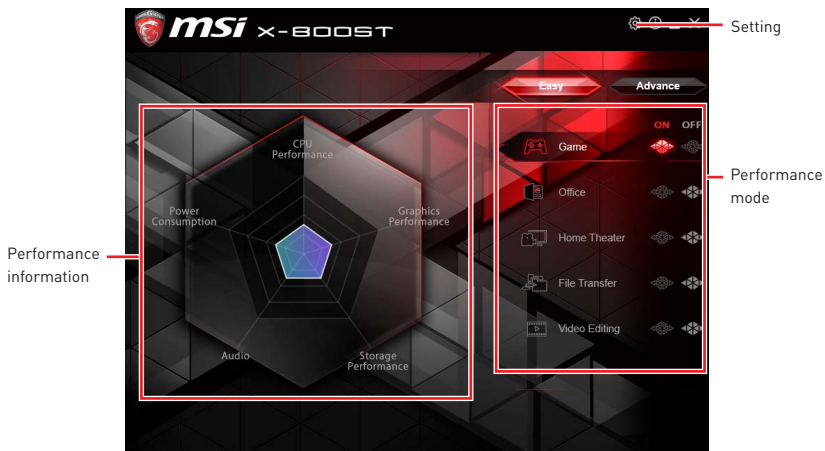 msi X-BOOST
Setting
Easy
Advance
ON OFF
Game
Office
Home Theater
File Transfer
Video Editing
Performance
mode
CPU
Performance
Power
Consumption
Graphics
Performance
Audio
Storage
Performance
Performance
information